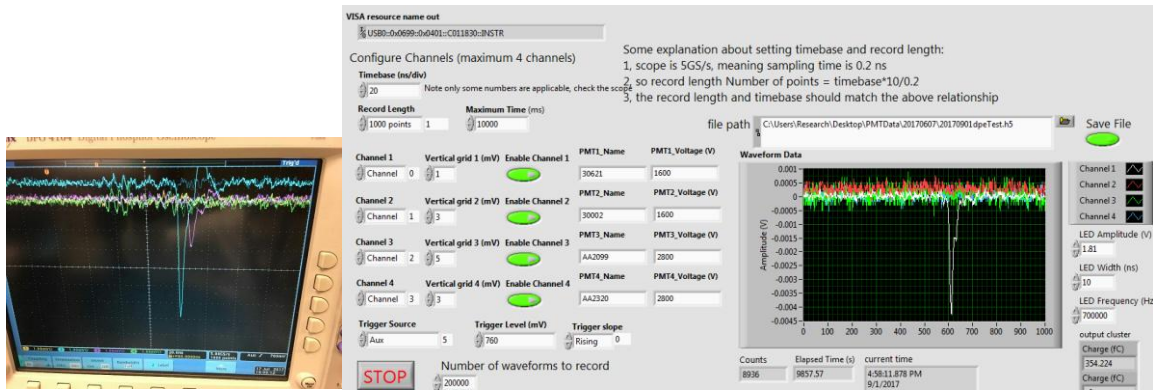 Digital Phosphor Oscilloscope
Trig'd
VISA resource name out
USB0::0x0699::0x0401::C011830::INSTR
Configure Channels (maximum 4 channels)
Timebase (ns/div)
20
Note only some numbers are applicable, check the scope
Record Length
Maximum Time (ms)
1000 points 1
10000
Some explanation about setting timebase and record length:
1, scope is 5GS/s, meaning sampling time is 0.2 ns
2, so record length Number of points = timebase*10/0.2
3, the record length and timebase should match the above relationship
file path
C:\Users\Research\Desktop\PMTData\20170607\20170901dpeTest.h5
Save File
Channel 1
Vertical grid 1 (mV)
Enable Channel 1
PMT1_Name
PMT1_Voltage (V)
Channel 0
1
30621
1600
Channel 2
Vertical grid 2 (mV)
Enable Channel 2
PMT2_Name
PMT2_Voltage (V)
Channel 1
3
30002
1600
Channel 3
Vertical grid 3 (mV)
Enable Channel 3
PMT3_Name
PMT3_Voltage (V)
Channel 2
5
AA2099
2800
Channel 4
Vertical grid 4 (mV)
Enable Channel 4
PMT4_Name
PMT4_Voltage (V)
Channel 3
3
AA2320
2800
Trigger Source
Trigger Level (mV)
Trigger slope
Aux 5
760
Rising 0
STOP
Number of waveforms to record
200000
Waveform Data
Amplitude (V)
0.001
0.0005
0
-0.0005
-0.001
-0.0015
-0.002
-0.0025
-0.003
-0.0035
-0.004
-0.0045
0 100 200 300 400 500 600 700 800 900 1000
Channel 1
Channel 2
Channel 3
Channel 4
LED Amplitude (V)
1.81
LED Width (ns)
10
LED Frequency (Hz
700000
output cluster
Charge (fC)
354.224
Charge (fC)
Counts
Elapsed Time (s)
current time
8936
9857.57
4:58:11.878 PM
9/1/2017